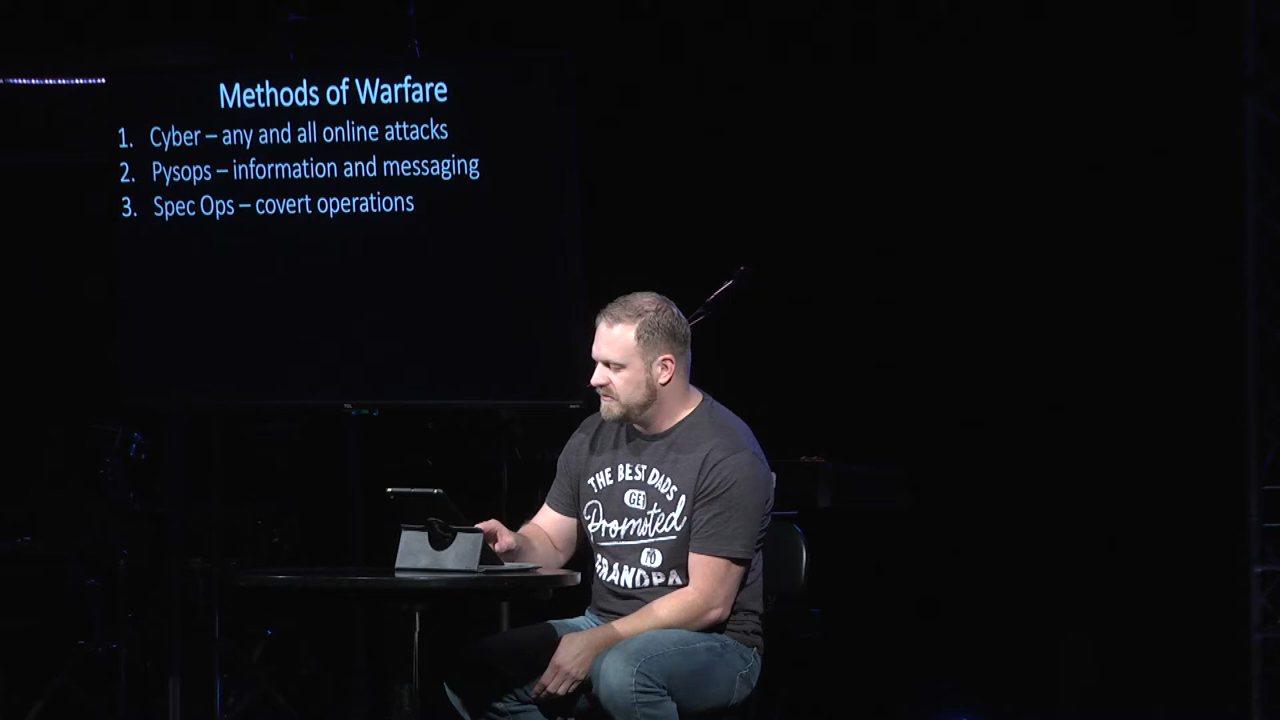 Methods of Warfare
1. Cyber – any and all online attacks
2. Pysops – information and messaging
3. Spec Ops – covert operations
THE BEST DADS
GET
Promoted
TO
GRANDPA